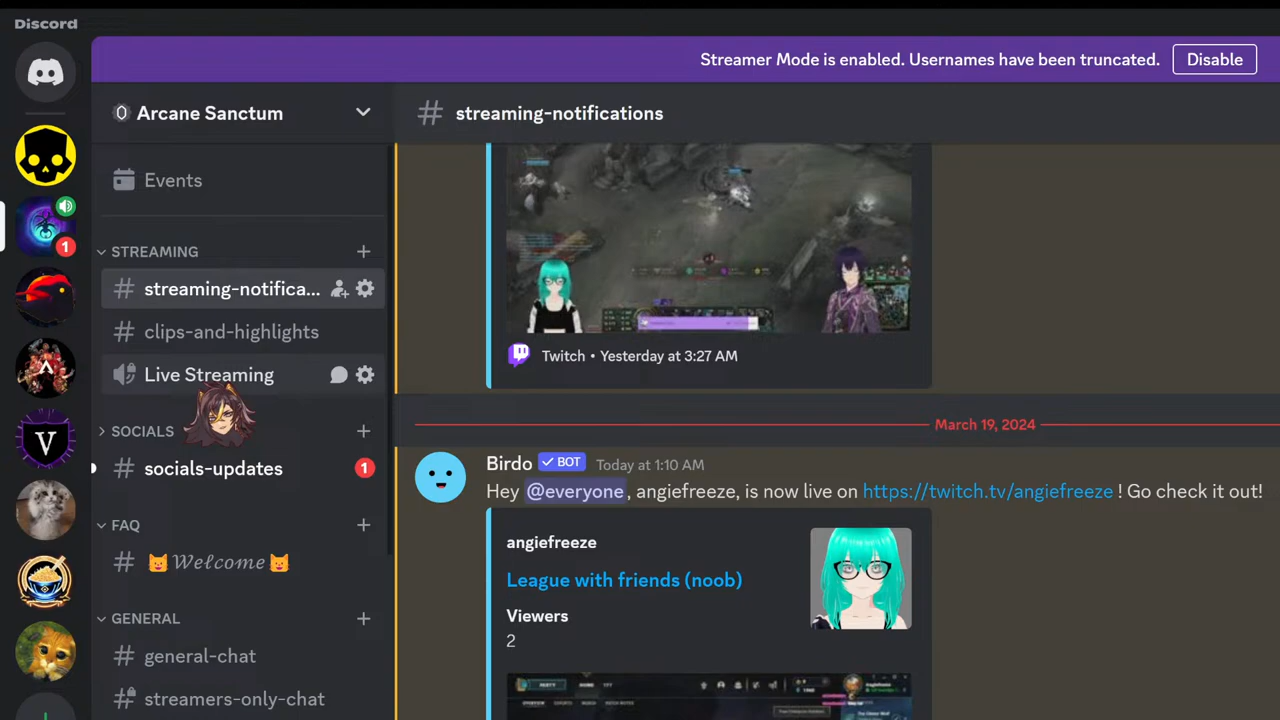 Discord
Streamer Mode is enabled. Usernames have been truncated.
Disable
Arcane Sanctum
streaming-notifications
Events
STREAMING
streaming-notifica...
clips-and-highlights
Live Streaming
SOCIALS
socials-updates
1
1
FAQ
𝓦𝓮𝓵𝓬𝓸𝓶𝓮
GENERAL
general-chat
streamers-only-chat
V
Twitch • Yesterday at 3:27 AM
March 19, 2024
Birdo BOT Today at 1:10 AM
Hey @everyone, angiefreeze, is now live on https://twitch.tv/angiefreeze ! Go check it out!
angiefreeze
League with friends (noob)
Viewers
2